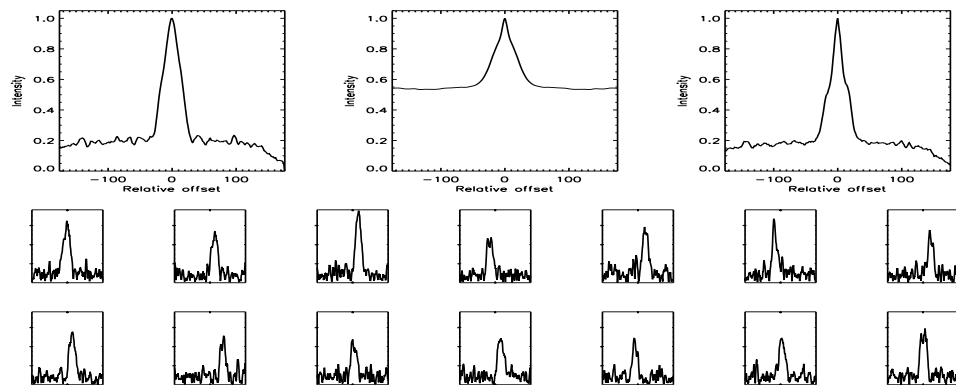 1.0 1.0 1.0
0.8 0.8 0.8
Intensity 0.6 Intensity 0.6 Intensity 0.6
0.4 0.4 0.4
0.2 0.2 0.2
0.0 0.0 0.0
−100 0 100 −100 0 100 −100 0 100
Relative offset Relative offset Relative offset